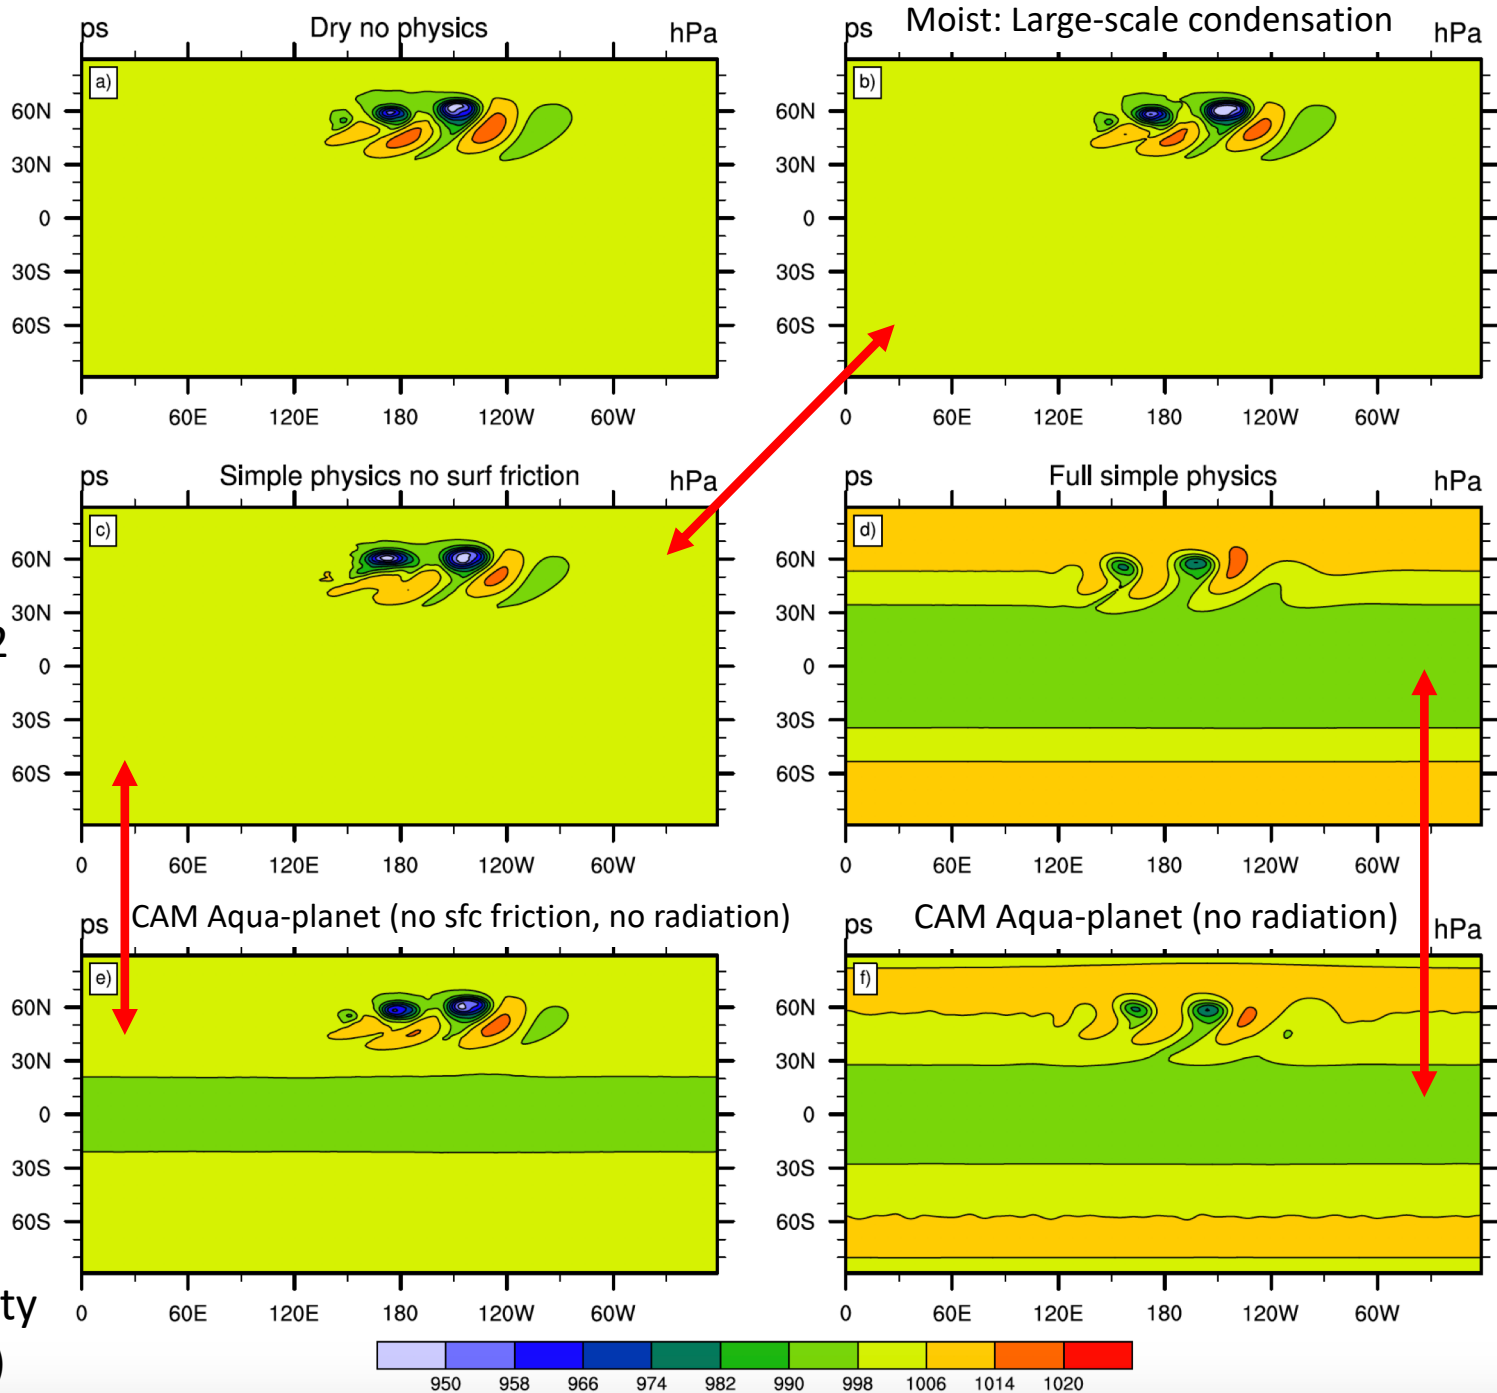 Dry no physics
ps hPa
a)
60N
30N
0
30S
60S
0 60E 120E 180 120W 60W
Moist: Large-scale condensation
ps hPa
b)
60N
30N
0
30S
60S
0 60E 120E 180 120W 60W
ps Simple physics no surf friction hPa
c)
60N
30N
0
30S
60S
0 60E 120E 180 120W 60W
ps Full simple physics hPa
d)
60N
30N
0
30S
60S
0 60E 120E 180 120W 60W
2
CAM Aqua-planet (no sfc friction, no radiation)
ps
e)
60N
30N
0
30S
60S
0 60E 120E 180 120W 60W
CAM Aqua-planet (no radiation)
ps hPa
f)
60N
30N
0
30S
60S
0 60E 120E 180 120W 60W
ty
)
950 958 966 974 982 990 998 1006 1014 1020